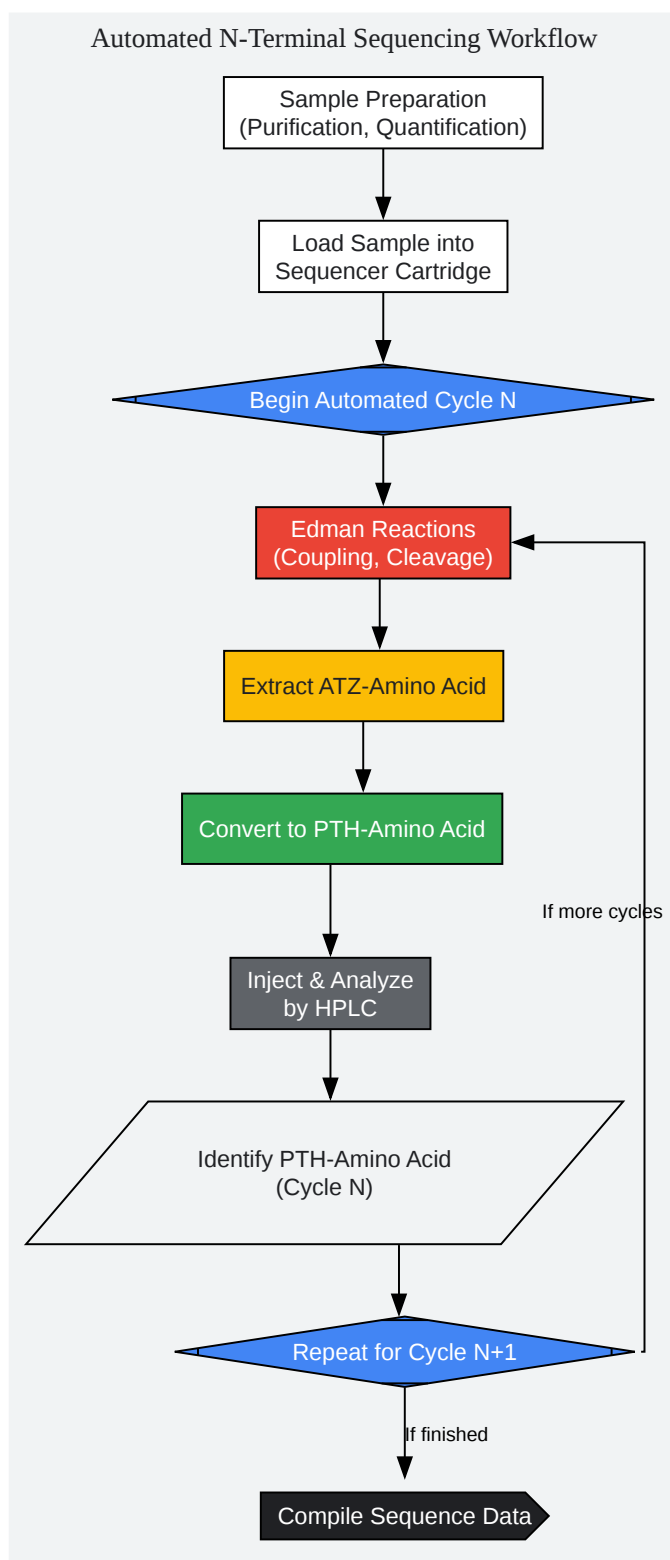 Automated N-Terminal Sequencing Workflow
Sample Preparation
(Purification, Quantification)
Load Sample into
Sequencer Cartridge
Begin Automated Cycle N
Edman Reactions
(Coupling, Cleavage)
Extract ATZ-Amino Acid
Convert to PTH-Amino Acid
If more cycles
Inject & Analyze
by HPLC
Identify PTH-Amino Acid
(Cycle N)
Repeat for Cycle N+1
If finished
Compile Sequence Data